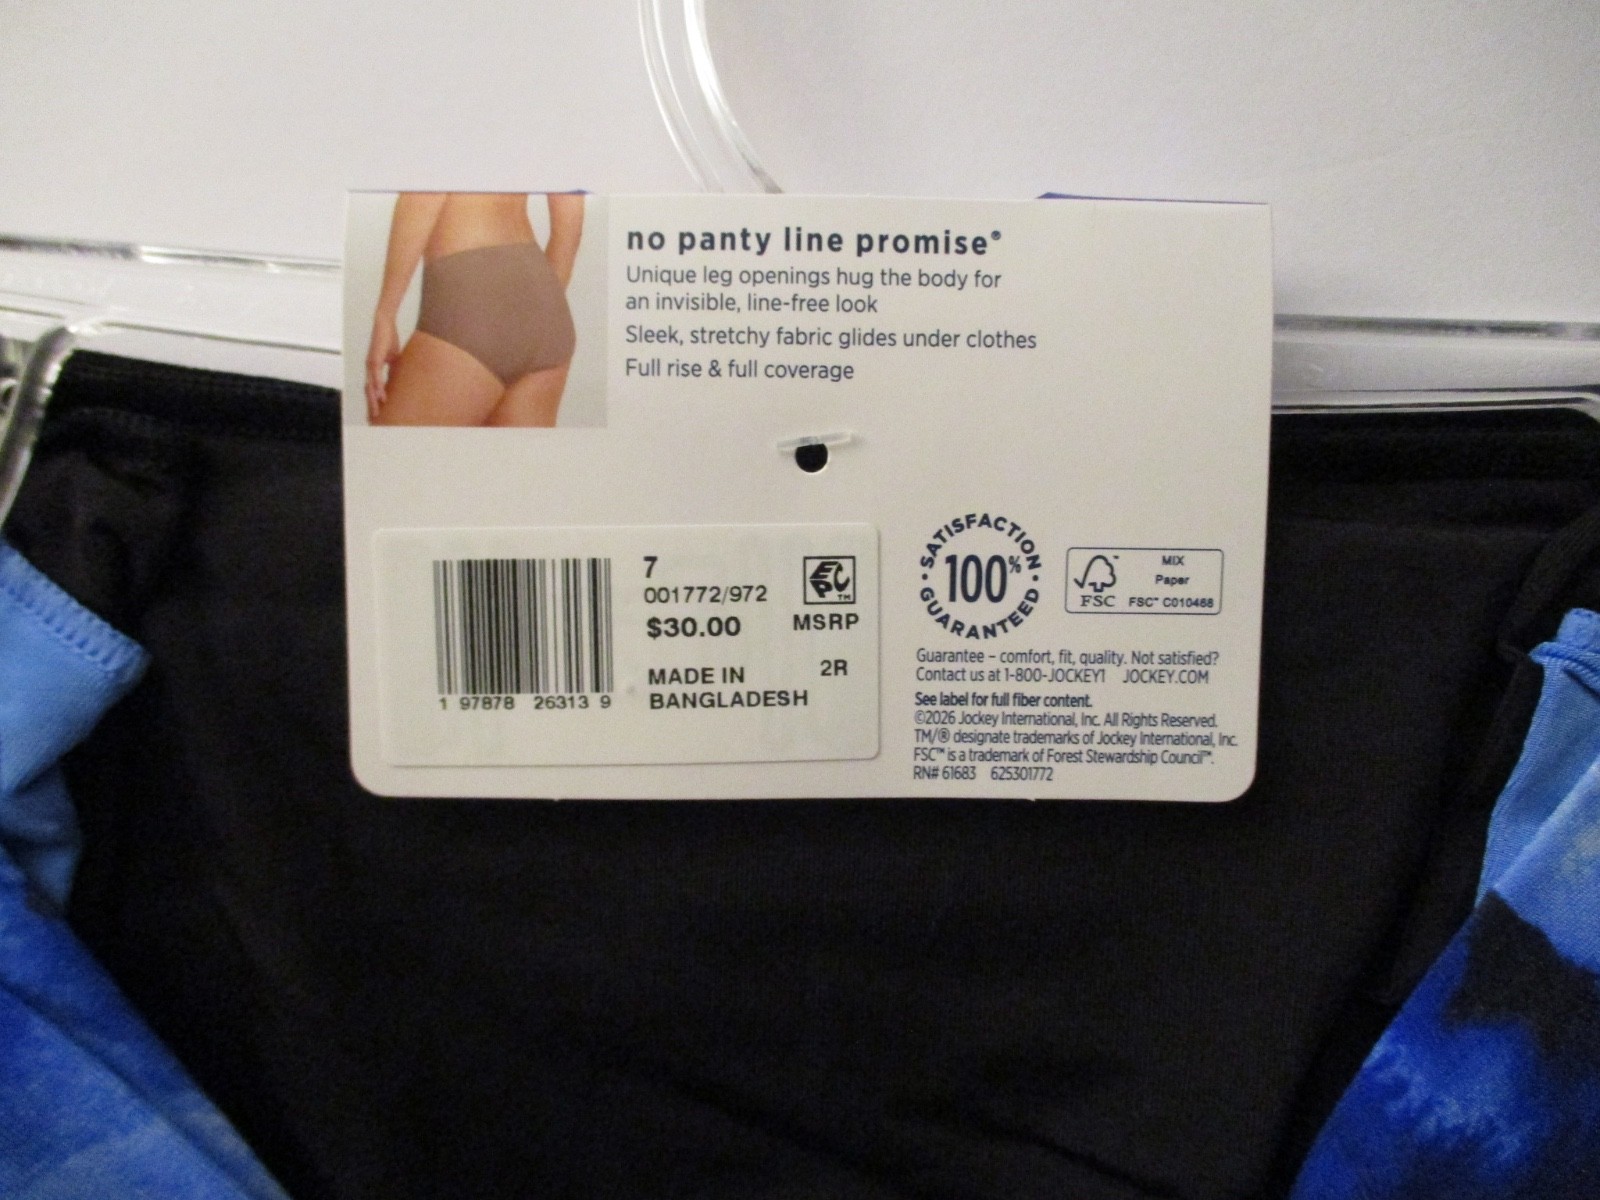 no panty line promise®
Unique leg openings hug the body for
an invisible, line-free look
Sleek, stretchy fabric glides under clothes
Full rise & full coverage
7
001772/972
$30.00
EPC™
MSRP
MADE IN
BANGLADESH
2R
1 97878 26313 9
SATISFACTION
100%
GUARANTEED
FSC™
MIX
Paper
FSC™ C010468
Guarantee – comfort, fit, quality. Not satisfied?
Contact us at 1-800-JOCKEY1 JOCKEY.COM
See label for full fiber content.
©2026 Jockey International, Inc. All Rights Reserved.
TM/® designate trademarks of Jockey International, Inc.
FSC™ is a trademark of Forest Stewardship Council™.
RN# 61683 625301772